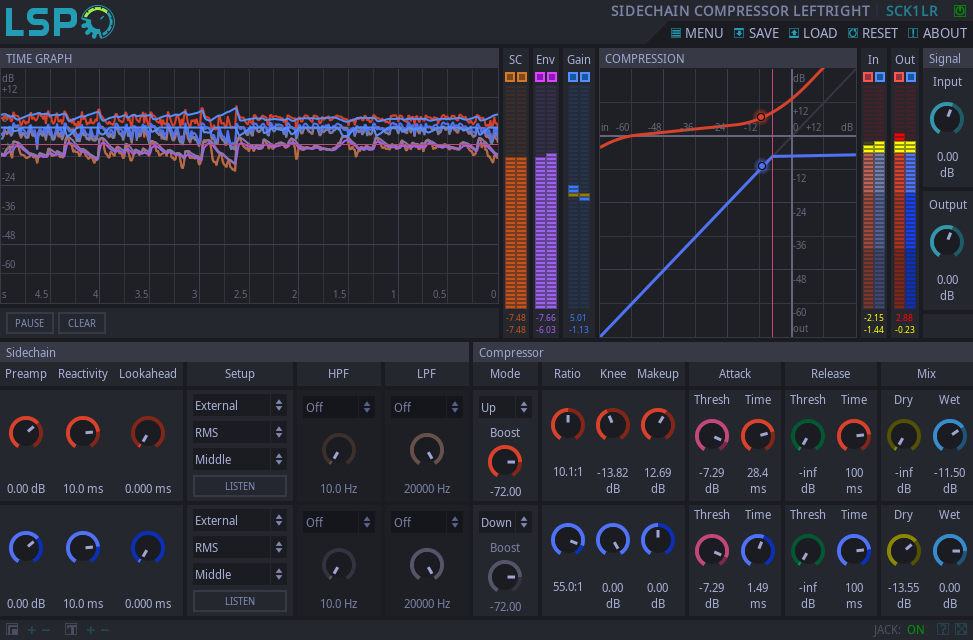 LSP
SIDECHAIN COMPRESSOR LEFTRIGHT SCK1LR
MENU SAVE LOAD RESET ABOUT
TIME GRAPH
SC Env Gain
COMPRESSION
In Out
Signal
dB
+12
-24
-36
-48
-60
s 4.5 4 3.5 3 2.5 2 1.5 1 0.5 0
PAUSE CLEAR
-7.48 -7.66 5.01
-7.48 -6.03 -1.13
dB
+12
in -60 -48 -36 -24 -12 0 +12 dB
-12
-24
-36
-48
-60
out
-2.15 2.88
-1.44 -0.23
Input
0.00
dB
Output
0.00
dB
Sidechain
Compressor
Preamp Reactivity Lookahead Setup HPF LPF
Mode Ratio Knee Makeup Attack Release Mix
External Off Off
RMS
Middle
LISTEN
0.00 dB 10.0 ms 0.000 ms
10.0 Hz 20000 Hz
Up
Boost
-72.00
10.1:1 -13.82 dB 12.69 dB
Thresh Time Thresh Time Dry Wet
-7.29 dB 28.4 ms -inf dB 100 ms -inf dB -11.50 dB
External Off Off
RMS
Middle
LISTEN
0.00 dB 10.0 ms 0.000 ms
10.0 Hz 20000 Hz
Down
Boost
-72.00
55.0:1 0.00 dB 0.00 dB
Thresh Time Thresh Time Dry Wet
-7.29 dB 1.49 ms -inf dB 100 ms -13.55 dB 0.00 dB
JACK: ON